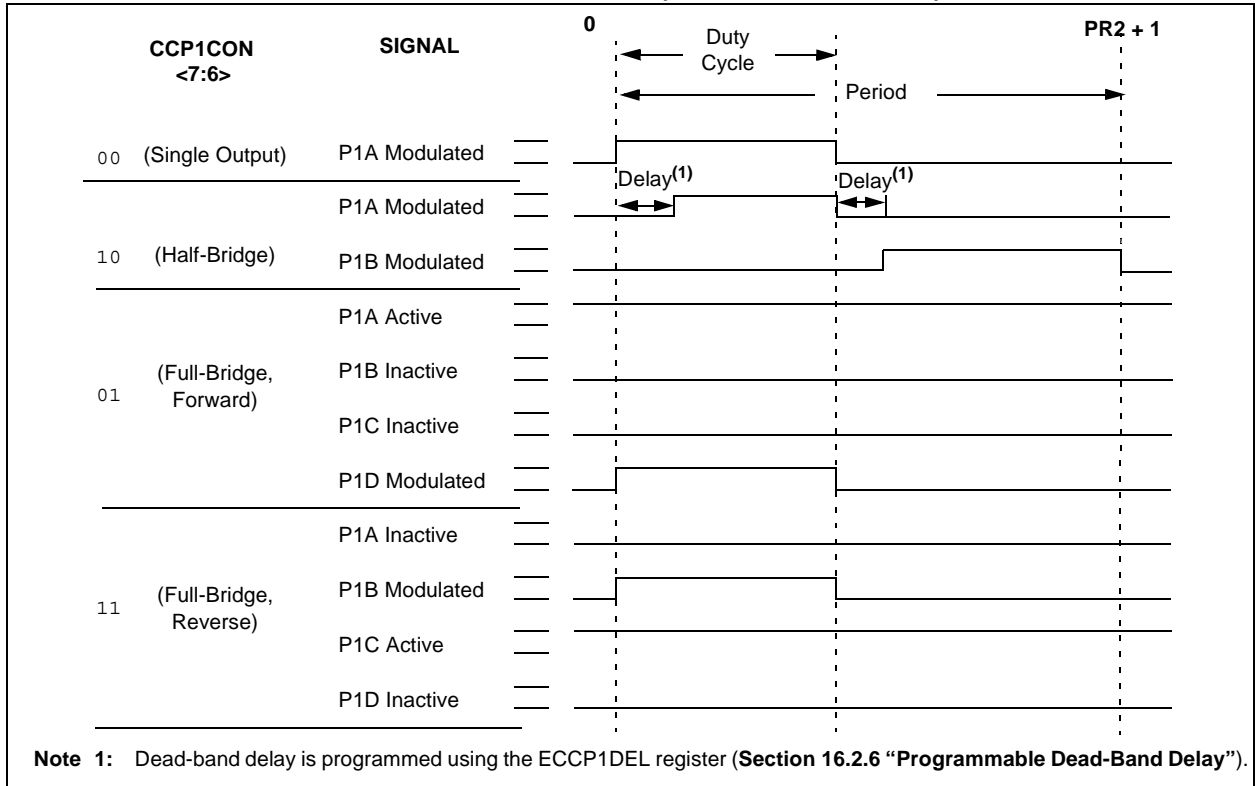 0
PR2 + 1
CCP1CON
<7:6>
SIGNAL
Duty
Cycle
Period
00 (Single Output) P1A Modulated
Delay(1) Delay(1)
P1A Modulated
10 (Half-Bridge) P1B Modulated
P1A Active
01 (Full-Bridge,
Forward)
P1B Inactive
P1C Inactive
P1D Modulated
P1A Inactive
11 (Full-Bridge,
Reverse)
P1B Modulated
P1C Active
P1D Inactive
Note 1: Dead-band delay is programmed using the ECCP1DEL register (Section 16.2.6 “Programmable Dead-Band Delay”).